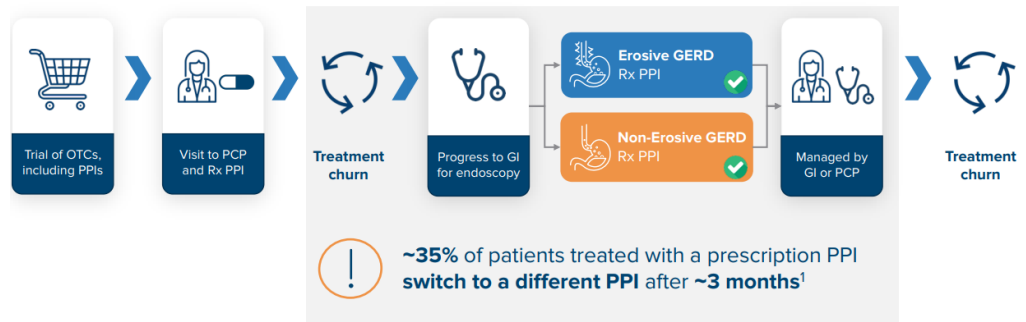 Trial of OTCs,
including PPIs
Visit to PCP
and Rx PPI
Treatment
churn
Progress to GI
for endoscopy
Erosive GERD
Rx PPI
Non-Erosive GERD
Rx PPI
Managed by
GI or PCP
Treatment
churn
~35% of patients treated with a prescription PPI
switch to a different PPI after ~3 months¹